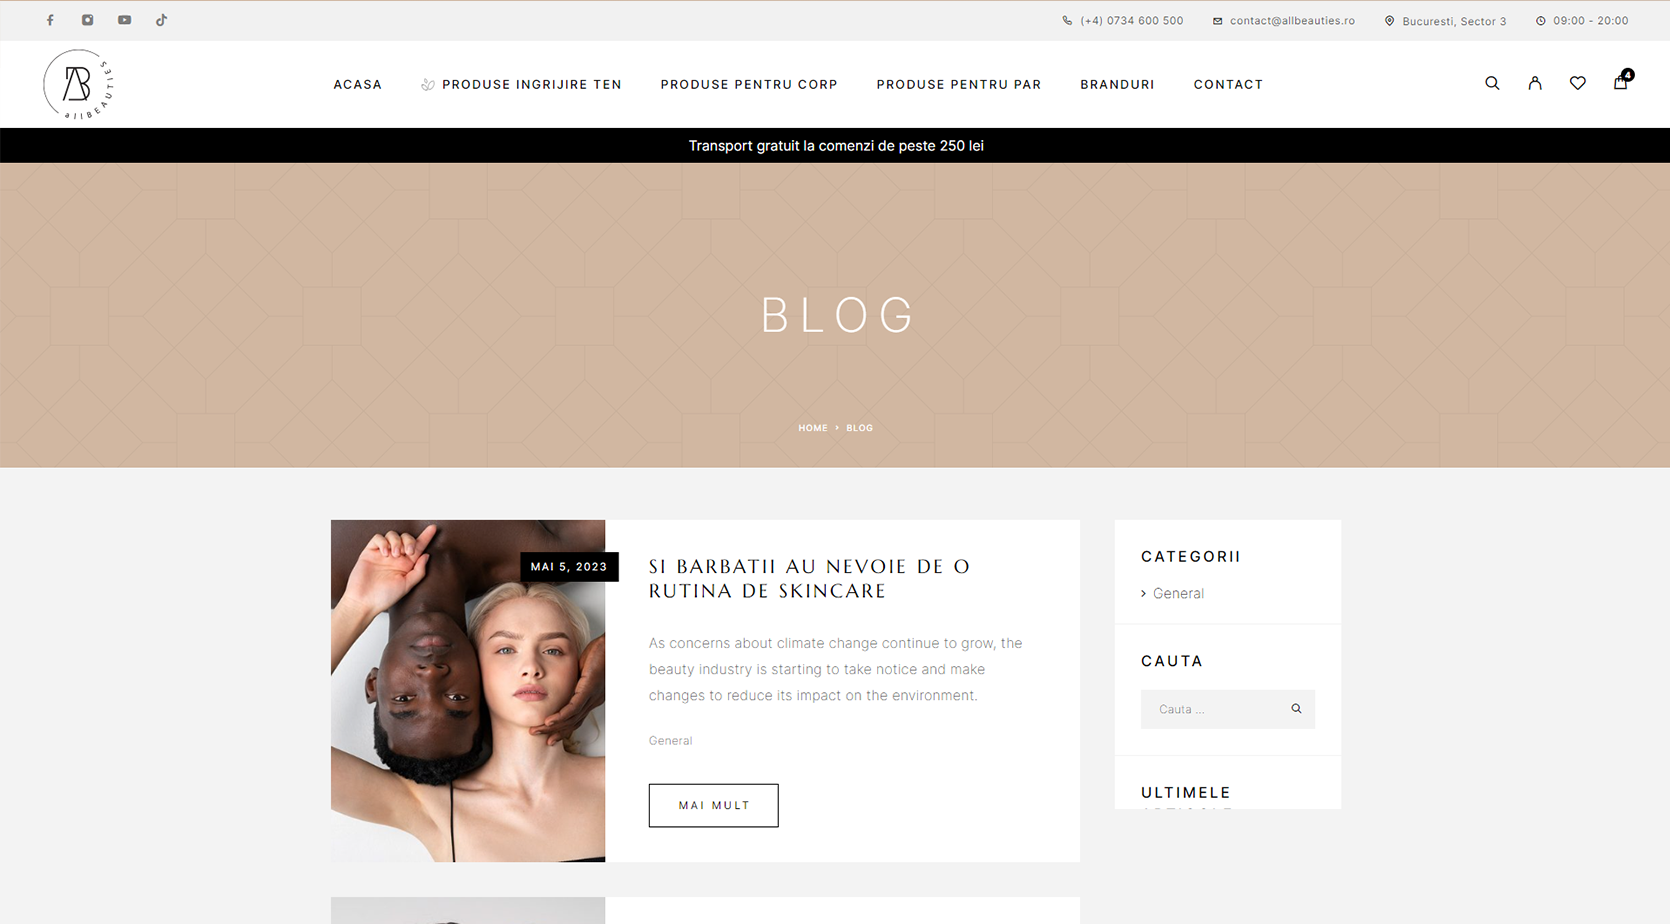 (+4) 0734 600 500
contact@allbeauties.ro
Bucuresti, Sector 3
09:00 - 20:00
AB
allBEAUTIES
ACASA
PRODUSE INGRIJIRE TEN
PRODUSE PENTRU CORP
PRODUSE PENTRU PAR
BRANDURI
CONTACT
4
Transport gratuit la comenzi de peste 250 lei
BLOG
HOME > BLOG
MAI 5, 2023
SI BARBATII AU NEVOIE DE O
RUTINA DE SKINCARE
As concerns about climate change continue to grow, the
beauty industry is starting to take notice and make
changes to reduce its impact on the environment.
General
MAI MULT
CATEGORII
General
CAUTA
Cauta ...
ULTIMELE